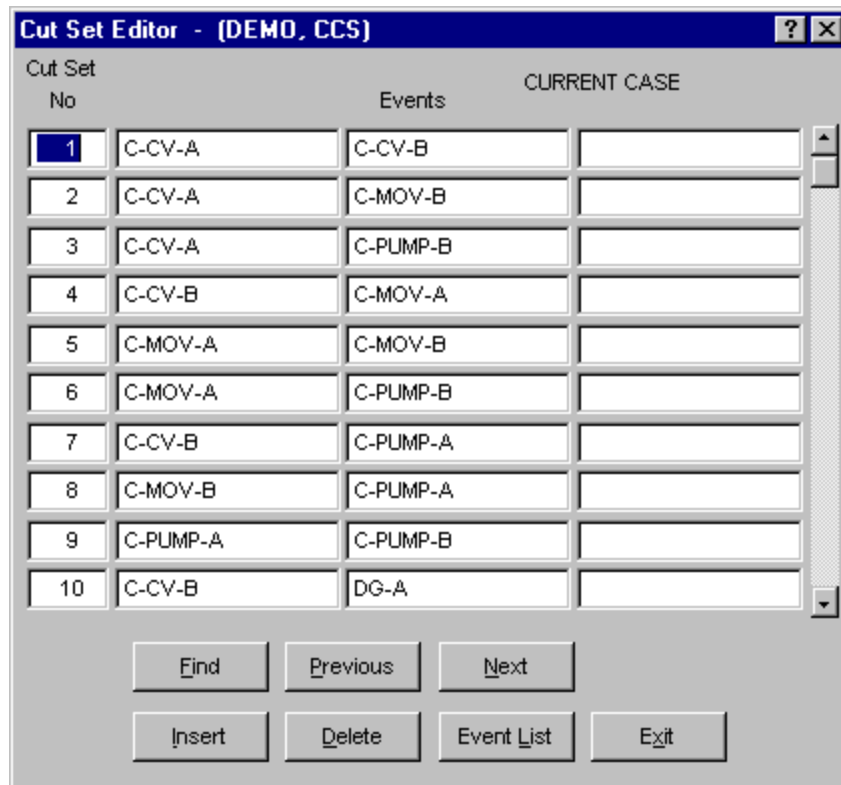 Cut Set Editor - (DEMO, CCS)
? X
Cut Set
No Events CURRENT CASE
1 C-CV-A C-CV-B
2 C-CV-A C-MOV-B
3 C-CV-A C-PUMP-B
4 C-CV-B C-MOV-A
5 C-MOV-A C-MOV-B
6 C-MOV-A C-PUMP-B
7 C-CV-B C-PUMP-A
8 C-MOV-B C-PUMP-A
9 C-PUMP-A C-PUMP-B
10 C-CV-B DG-A
Find Previous Next
Insert Delete Event List Exit